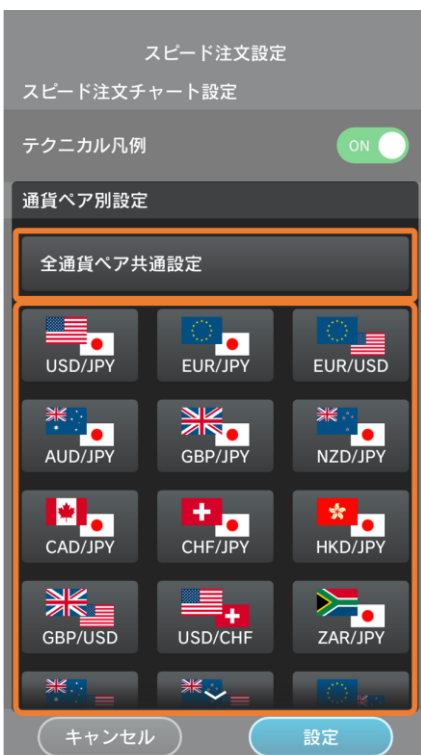 スピード注文設定
スピード注文チャート設定
テクニカル凡例
ON
通貨ペア別設定
全通貨ペア共通設定
USD/JPY
EUR/JPY
EUR/USD
AUD/JPY
GBP/JPY
NZD/JPY
CAD/JPY
CHF/JPY
HKD/JPY
GBP/USD
USD/CHF
ZAR/JPY
キャンセル
設定